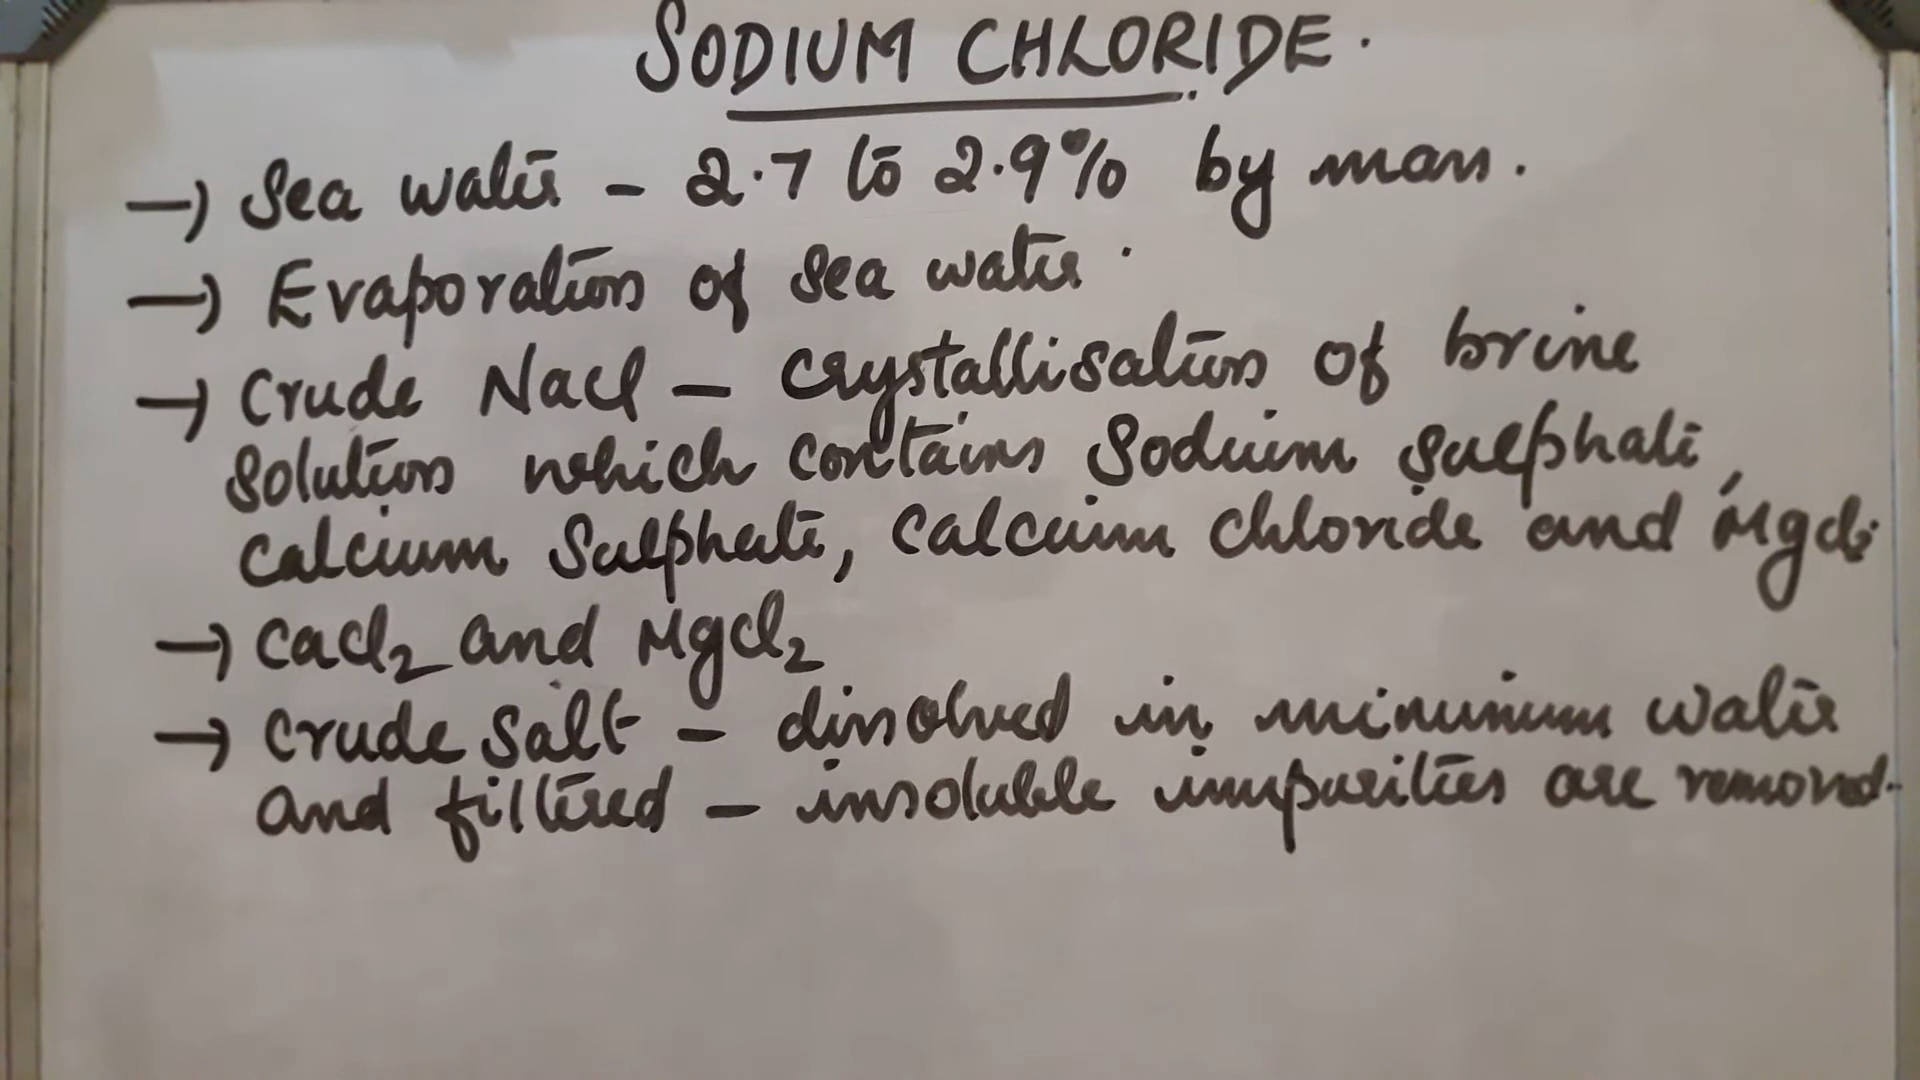 SODIUM CHLORIDE.
→ Sea water - 2.7 to 2.9% by mass.
→ Evaporation of sea water.
→ Crude NaCl - crystallisation of brine
solution which contains Sodium sulphate,
calcium Sulphate, calcium chloride and MgCl2
→ CaCl2 and MgCl2
→ Crude Salt - dissolved in minimum water
and filtered - insoluble impurities are removed.